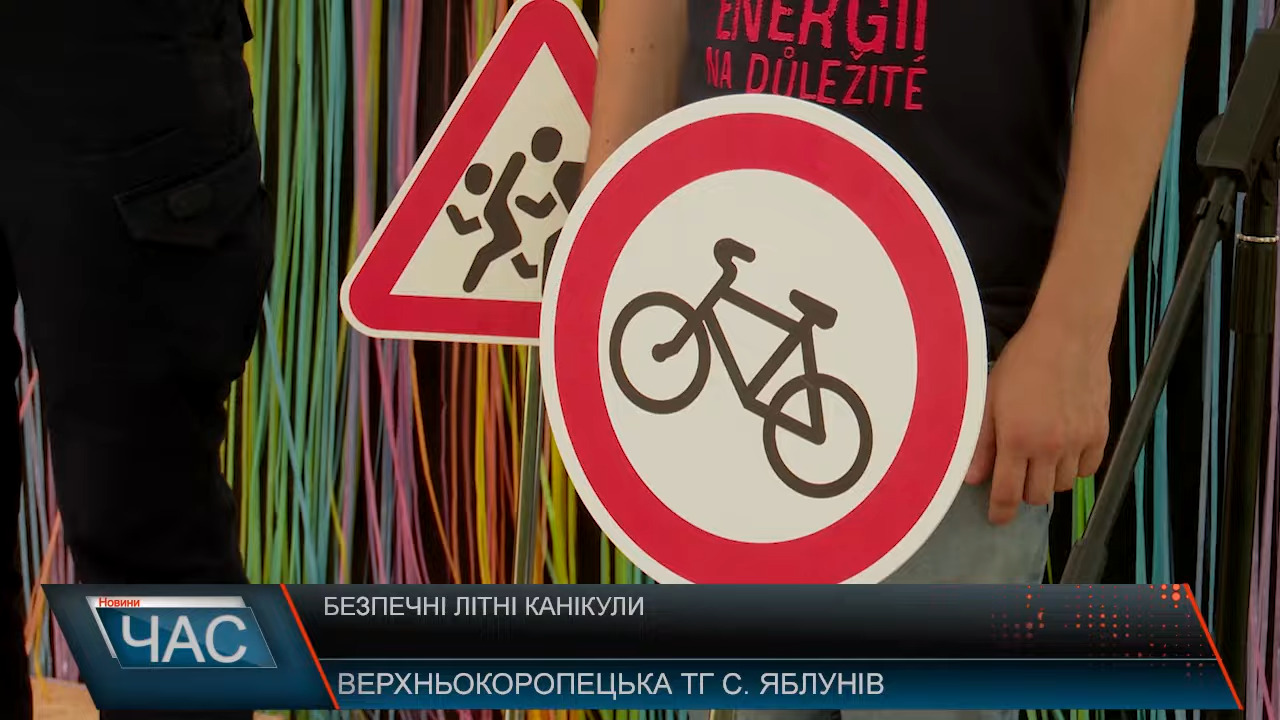 ENERGII
NA DŮLEŽITÉ
Новини
ЧАС
БЕЗПЕЧНІ ЛІТНІ КАНІКУЛИ
ВЕРХНЬОКОРОПЕЦЬКА ТГ С. ЯБЛУНІВ